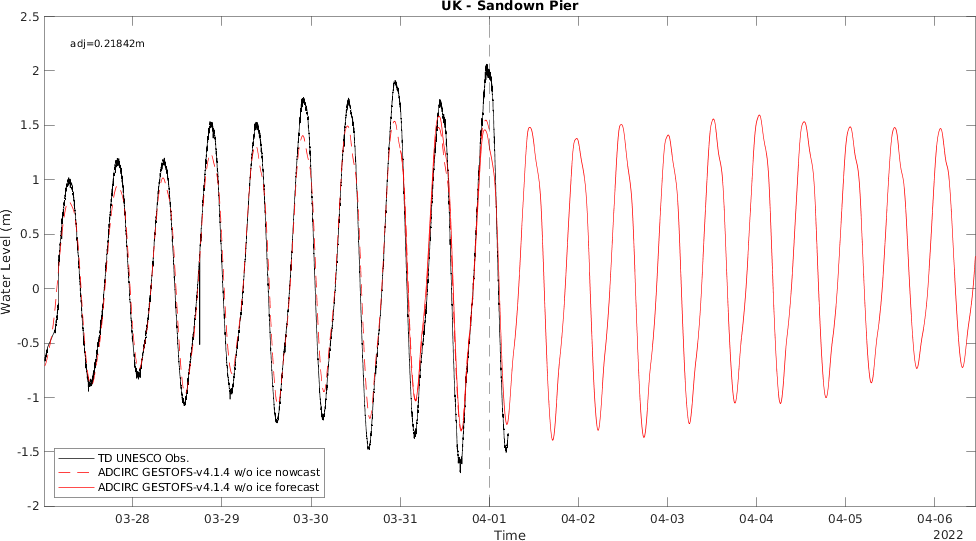 UK - Sandown Pier
adj=0.21842m
2.5
2
1.5
1
0.5
0
-0.5
-1
-1.5
-2
Water Level (m)
TD UNESCO Obs.
ADCIRC GESTOFS-v4.1.4 w/o ice nowcast
ADCIRC GESTOFS-v4.1.4 w/o ice forecast
03-28 03-29 03-30 03-31 04-01 04-02 04-03 04-04 04-05 04-06
Time
2022